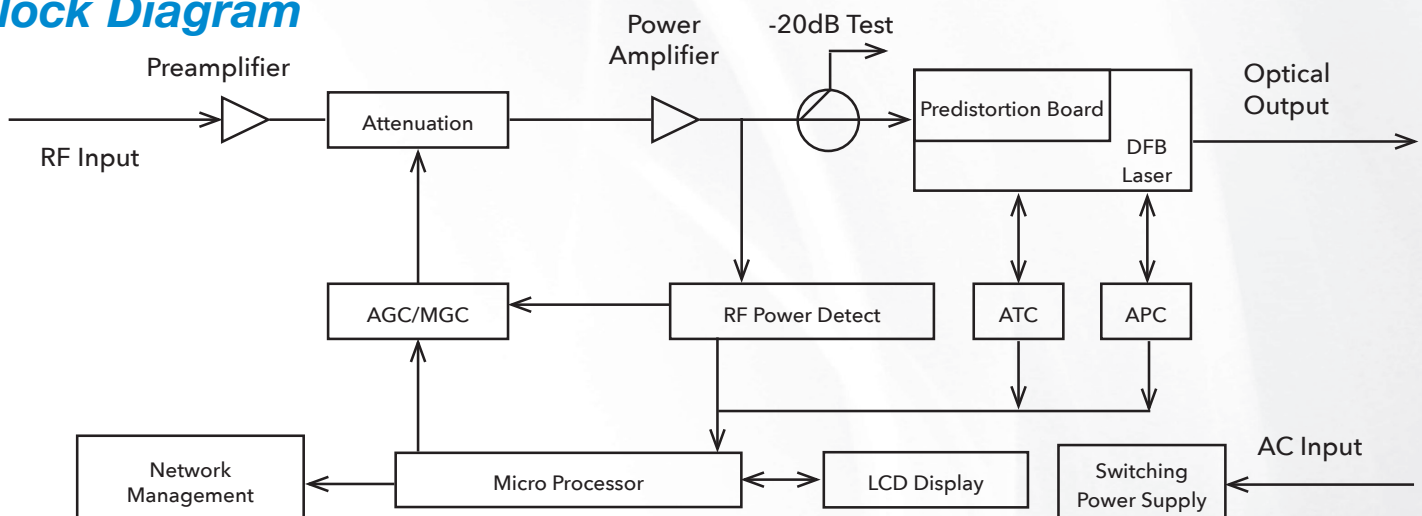 lock Diagram
Power
Amplifier
-20dB Test
Preamplifier
Optical
Output
Attenuation
Predistortion Board
RF Input
DFB
Laser
AGC/MGC
RF Power Detect
ATC
APC
AC Input
Network
Management
Micro Processor
LCD Display
Switching
Power Supply